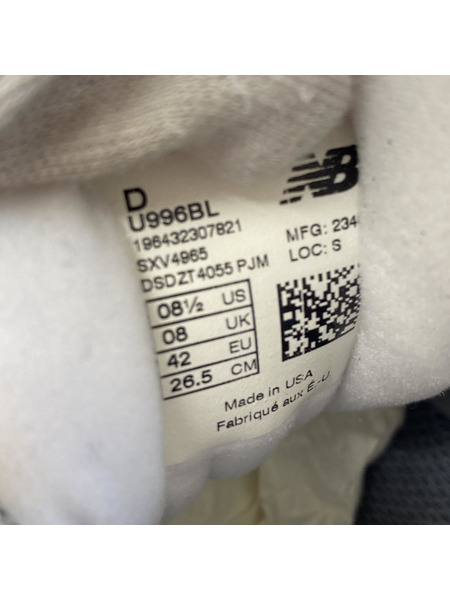 D
NB
U996BL
196432307821
SXV4965
MFG: 234
DSDZT4055 PJM
LOC: S
08½ US
08 UK
42 EU
26.5 CM
Made in USA
Fabriqué aux É.-U.